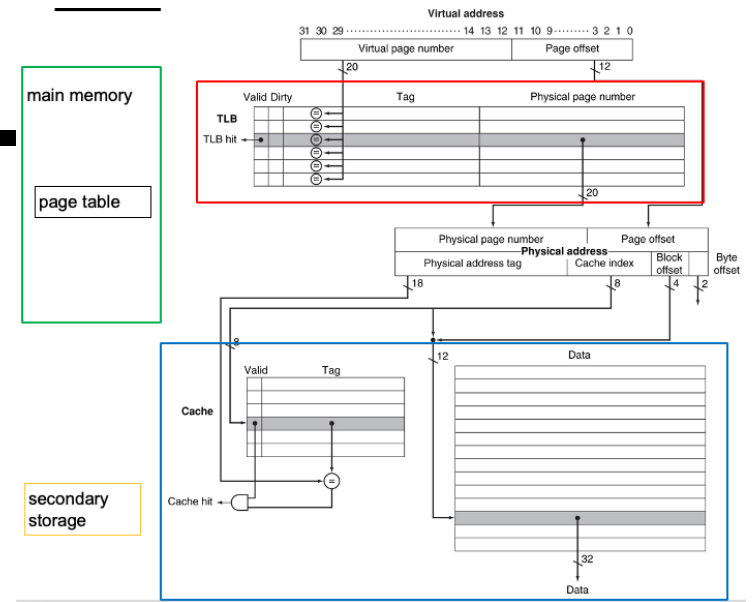 Virtual address
31 30 29 ··················· 14 13 12 11 10 9 ········· 3 2 1 0
Virtual page number Page offset
20 12
main memory
page table
Valid Dirty Tag Physical page number
TLB
TLB hit
=
=
=
=
=
=
20
Physical page number Page offset
Physical address
Physical address tag Cache index Block offset Byte offset
18 8 4 2
8 12
Data
Valid Tag
Cache
=
Cache hit
secondary
storage
32
Data